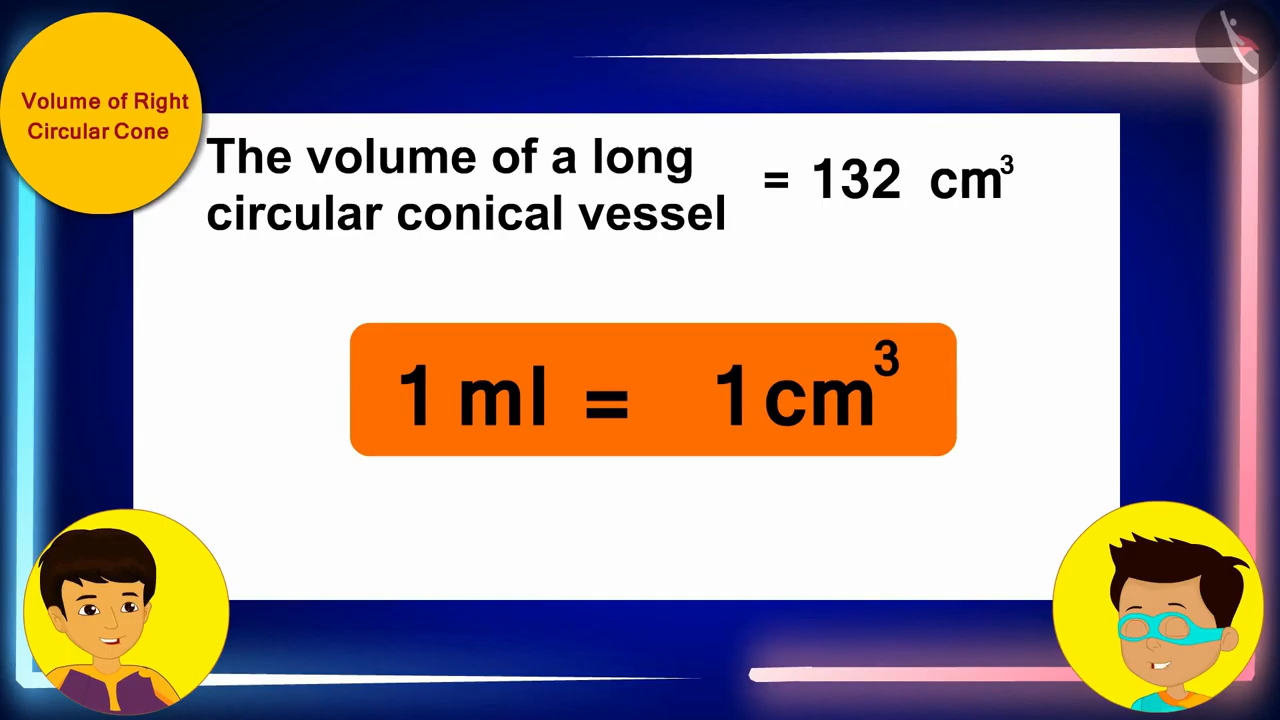 Volume of Right
Circular Cone
The volume of a long
circular conical vessel
= 132 cm³
1 ml = 1 cm³